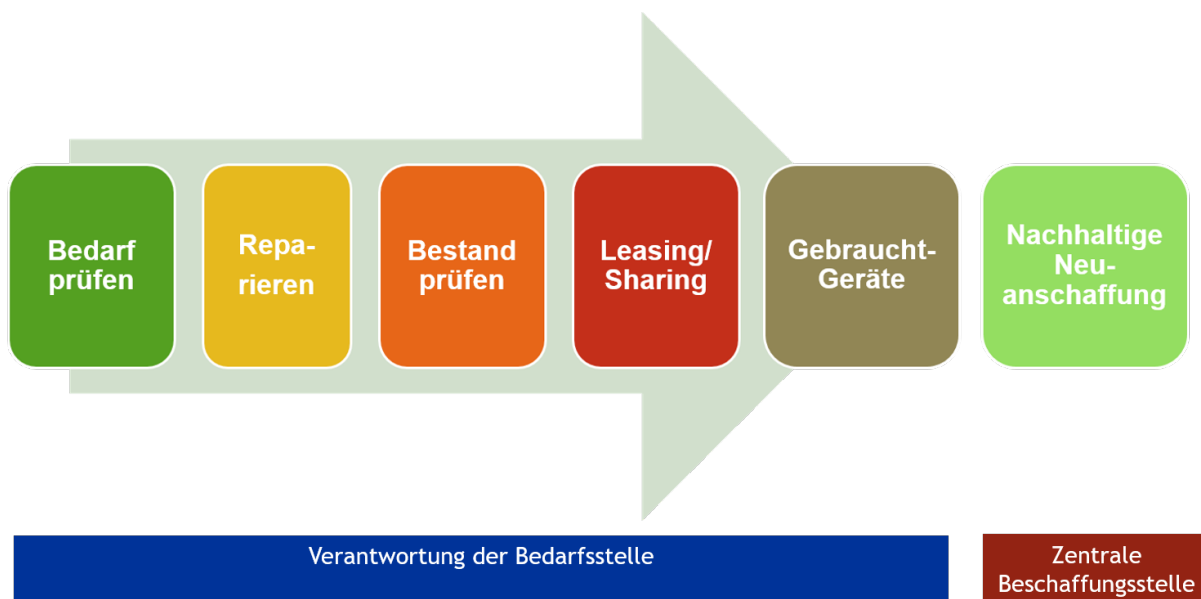 Bedarf
prüfen
Repa-
rieren
Bestand
prüfen
Leasing/
Sharing
Gebraucht-
Geräte
Nachhaltige
Neu-
anschaffung
Verantwortung der Bedarfsstelle
Zentrale
Beschaffungsstelle